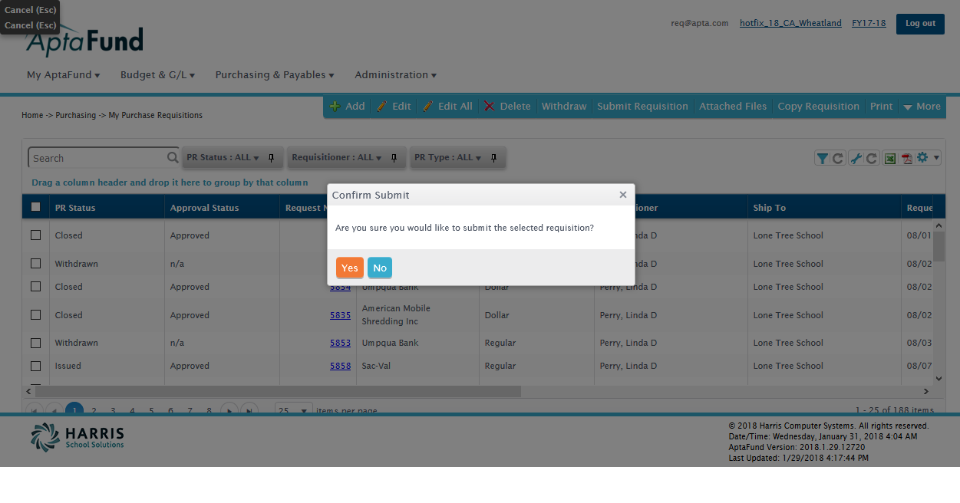 Cancel (Esc)
Cancel (Esc)
AptaFund
req@apta.com hotfix_18_CA_Wheatland FY17-18 Log out
My AptaFund Budget & G/L Purchasing & Payables Administration
Home -> Purchasing -> My Purchase Requisitions
Add Edit Edit All Delete Withdraw Submit Requisition Attached Files Copy Requisition Print More
Search PR Status : ALL Requisitioner : ALL PR Type : ALL
Drag a column header and drop it here to group by that column
Confirm Submit
Are you sure you would like to submit the selected requisition?
Yes No
PR Status Approval Status Request Ship To Reque
Closed Approved Lone Tree School 08/01
Withdrawn n/a Perry, Linda D Lone Tree School 08/02
Closed Approved 5834 Umpqua Bank Dollar Perry, Linda D Lone Tree School 08/02
Closed Approved 5835 American Mobile Shredding Inc Dollar Perry, Linda D Lone Tree School 08/02
Withdrawn n/a 5853 Umpqua Bank Regular Perry, Linda D Lone Tree School 08/03
Issued Approved 5858 Sac-Val Regular Perry, Linda D Lone Tree School 08/07
1 2 3 4 5 6 7 8 25 Items per page 1 - 25 of 188 items
HARRIS
School Solutions
© 2018 Harris Computer Systems. All rights reserved.
Date/Time: Wednesday, January 31, 2018 4:04 AM
AptaFund Version: 2018.1.29.12720
Last Updated: 1/29/2018 4:17:44 PM